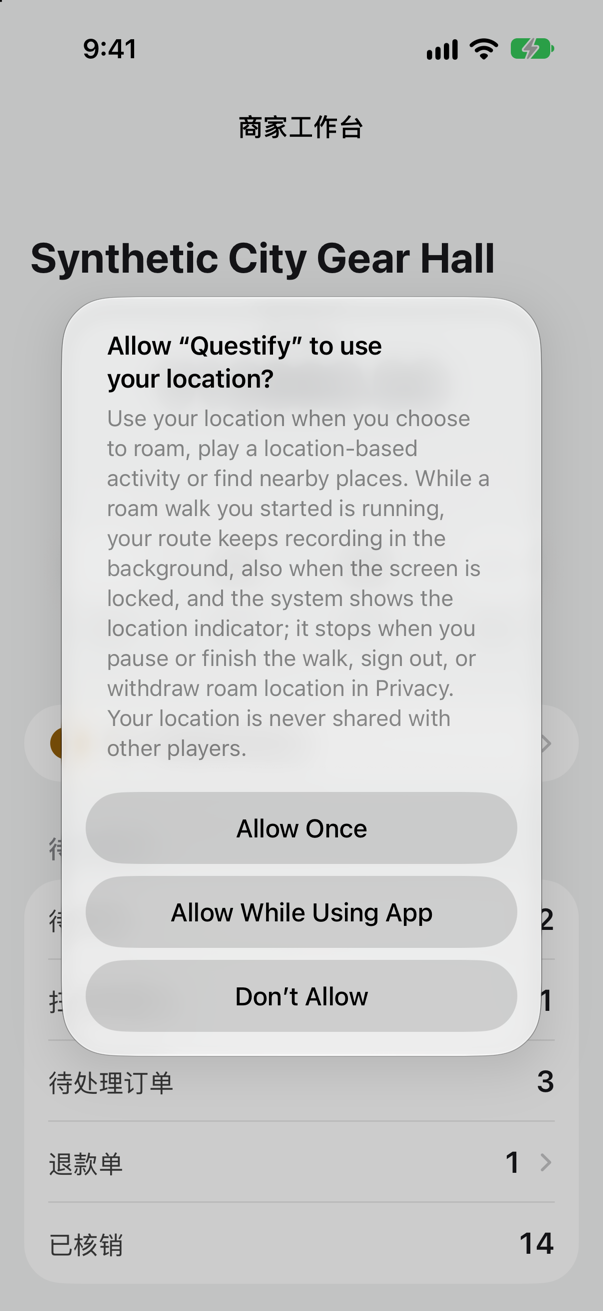 9:41
商家工作台
Synthetic City Gear Hall
Allow “Questify” to use
your location?
Use your location when you choose
to roam, play a location-based
activity or find nearby places. While a
roam walk you started is running,
your route keeps recording in the
background, also when the screen is
locked, and the system shows the
location indicator; it stops when you
pause or finish the walk, sign out, or
withdraw roam location in Privacy.
Your location is never shared with
other players.
Allow Once
Allow While Using App
Don’t Allow
2
1
待处理订单 3
退款单 1
已核销 14